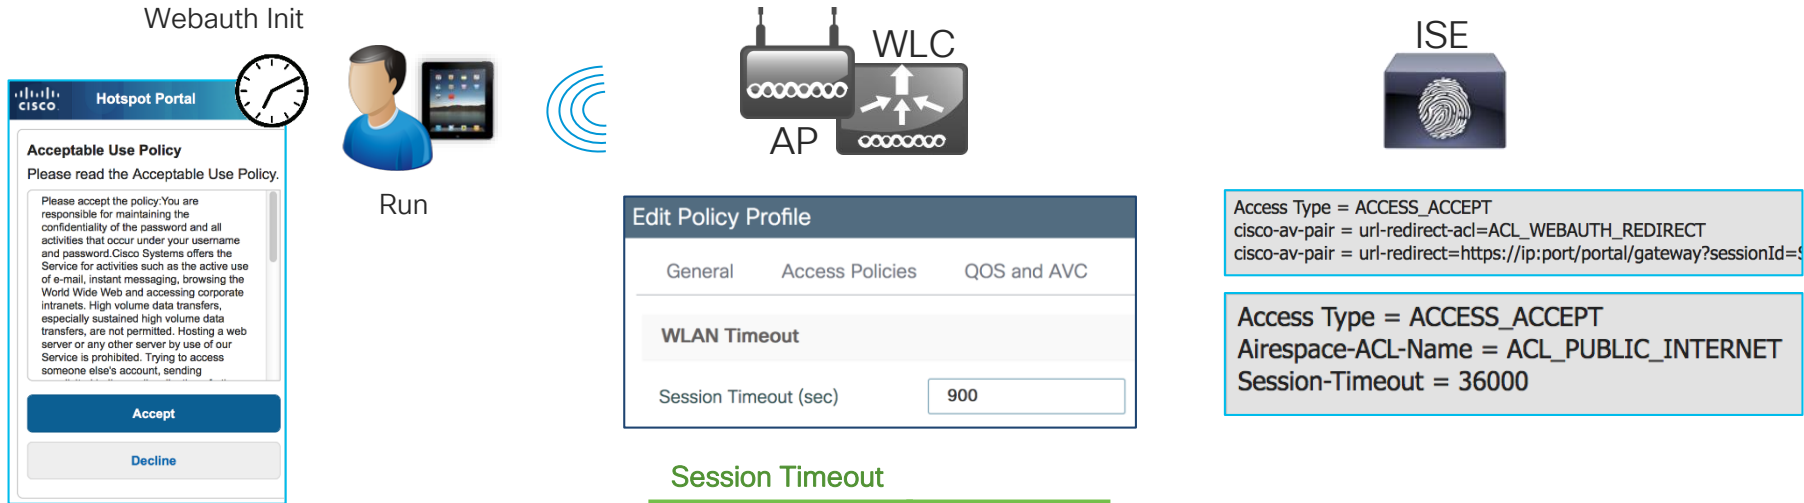 Webauth Init
CISCO
Hotspot Portal
Acceptable Use Policy
Please read the Acceptable Use Policy.
Please accept the policy:You are
responsible for maintaining the
confidentiality of the password and all
activities that occur under your username
and password.Cisco Systems offers the
Service for activities such as the active use
of e-mail, instant messaging, browsing the
World Wide Web and accessing corporate
intranets. High volume data transfers,
especially sustained high volume data
transfers, are not permitted. Hosting a web
server or any other server by use of our
Service is prohibited. Trying to access
someone else's account, sending
Accept
Decline
Run
WLC
AP
Edit Policy Profile
General Access Policies QOS and AVC
WLAN Timeout
Session Timeout (sec) 900
Session Timeout
ISE
Access Type = ACCESS_ACCEPT
cisco-av-pair = url-redirect-acl=ACL_WEBAUTH_REDIRECT
cisco-av-pair = url-redirect=https://ip:port/portal/gateway?sessionId=
Access Type = ACCESS_ACCEPT
Airespace-ACL-Name = ACL_PUBLIC_INTERNET
Session-Timeout = 36000